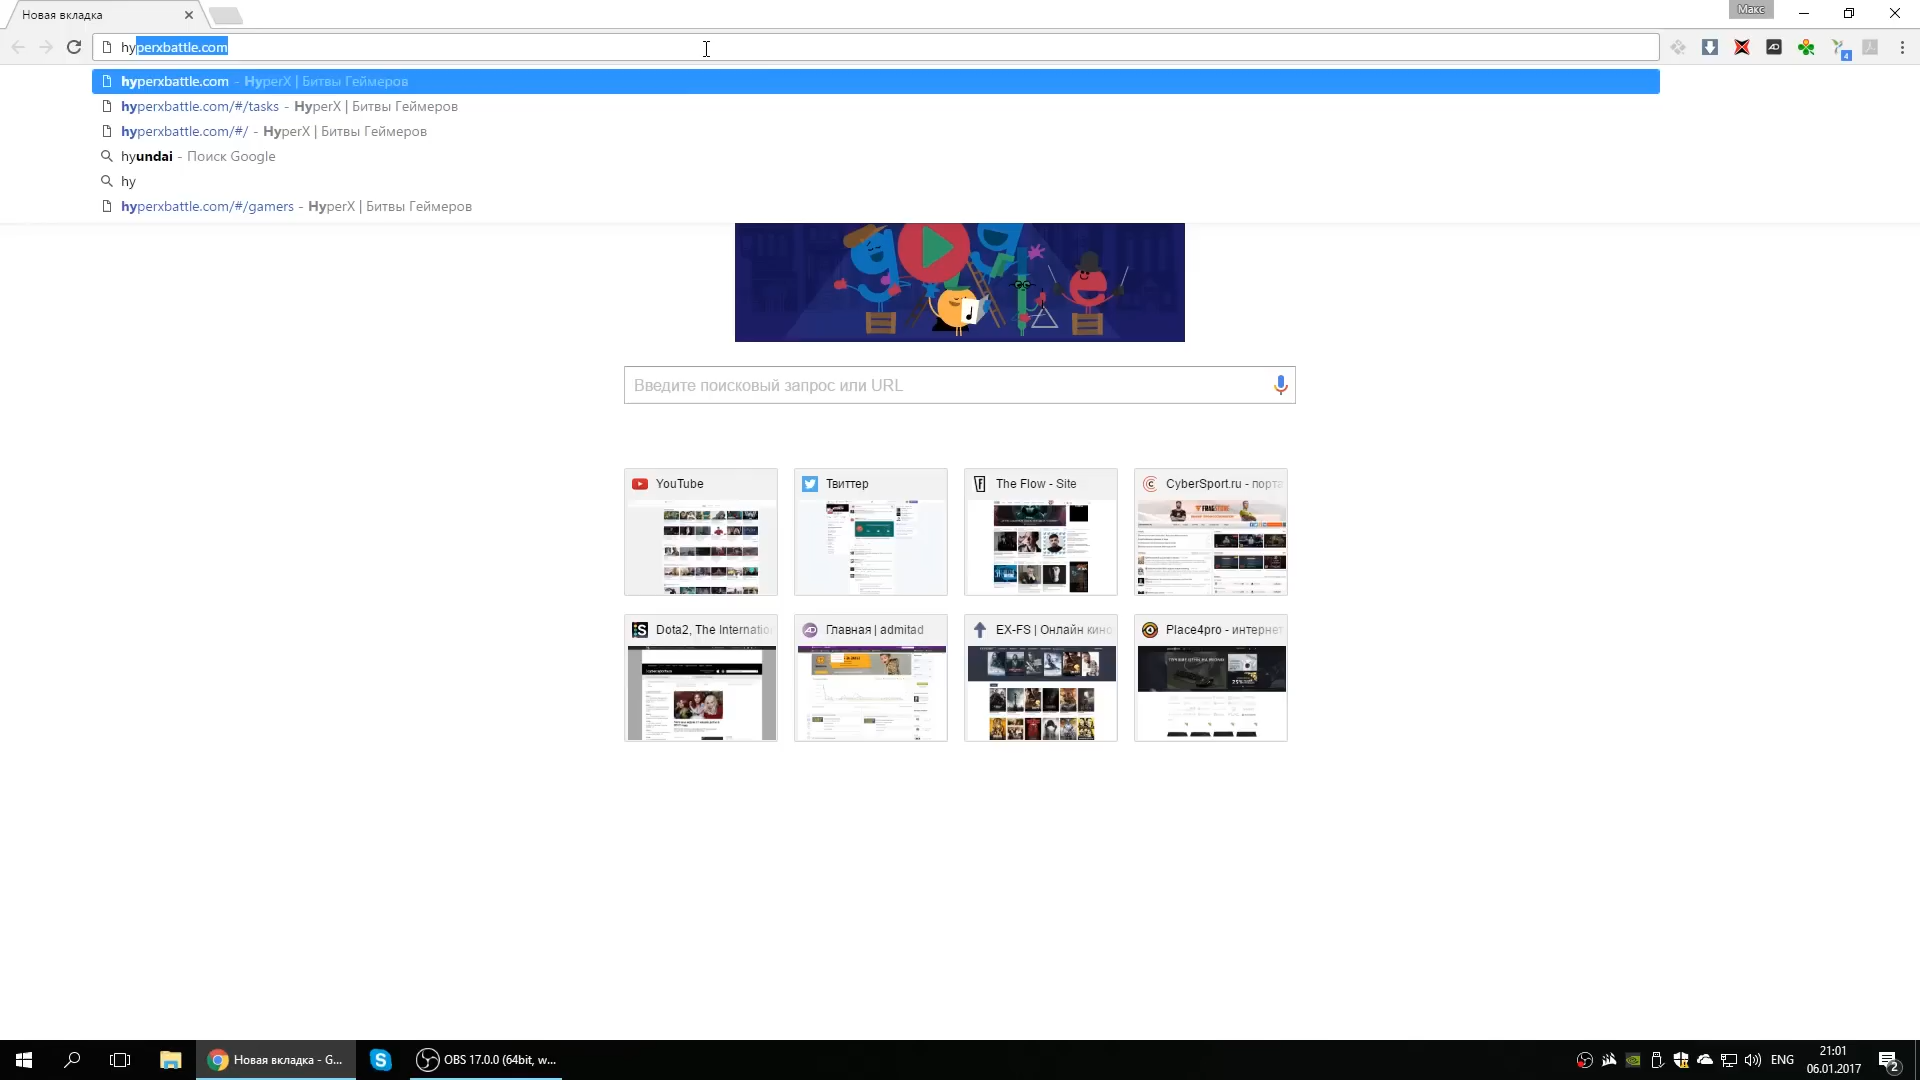 Новая вкладка
Макс
hyperxbattle.com
hyperxbattle.com - HyperX | Битвы Геймеров
hyperxbattle.com/#/tasks - HyperX | Битвы Геймеров
hyperxbattle.com/#/ - HyperX | Битвы Геймеров
hyundai - Поиск Google
hy
hyperxbattle.com/#/gamers - HyperX | Битвы Геймеров
Введите поисковый запрос или URL
YouTube
Твиттер
The Flow - Site
CyberSport.ru - порта
Dota2, The Internatio
Главная | admitad
EX-FS | Онлайн кино
Place4pro - интернет
Новая вкладка - G...
OBS 17.0.0 (64bit, w...
ENG
21:01
06.01.2017
2
4